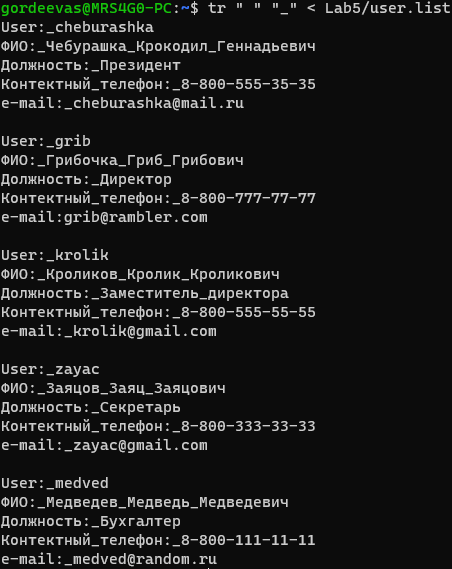 gordeevas@MRS4G0-PC:~$ tr " " "_" < Lab5/user.list
User:_cheburashka
ФИО:_Чебурашка_Крокодил_Геннадьевич
Должность:_Президент
Контектный_телефон:_8-800-555-35-35
e-mail:_cheburashka@mail.ru

User:_grib
ФИО:_Грибочка_Гриб_Грибович
Должность:_Директор
Контектный_телефон:_8-800-777-77-77
e-mail:grib@rambler.com

User:_krolik
ФИО:_Кроликов_Кролик_Кроликович
Должность:_Заместитель_директора
Контектный_телефон:_8-800-555-55-55
e-mail:_krolik@gmail.com

User:_zayac
ФИО:_Заяцов_Заяц_Заяцович
Должность:_Секретарь
Контектный_телефон:_8-800-333-33-33
e-mail:_zayac@gmail.com

User:_medved
ФИО:_Медведев_Медведь_Медведевич
Должность:_Бухгалтер
Контектный_телефон:_8-800-111-11-11
e-mail:_medved@random.ru